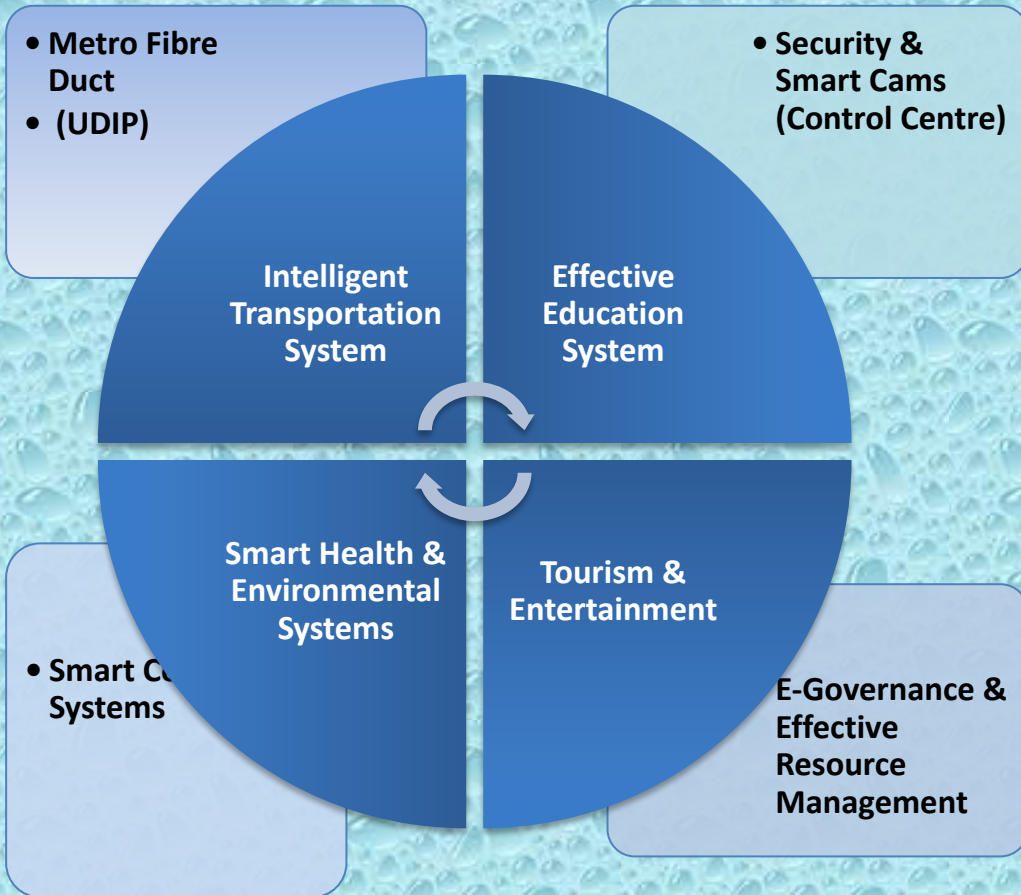 • Metro Fibre
Duct
• (UDIP)
• Security &
Smart Cams
(Control Centre)
Intelligent
Transportation
System
Effective
Education
System
Smart Health &
Environmental
Systems
Tourism &
Entertainment
• Smart
Systems
E-Governance &
Effective
Resource
Management